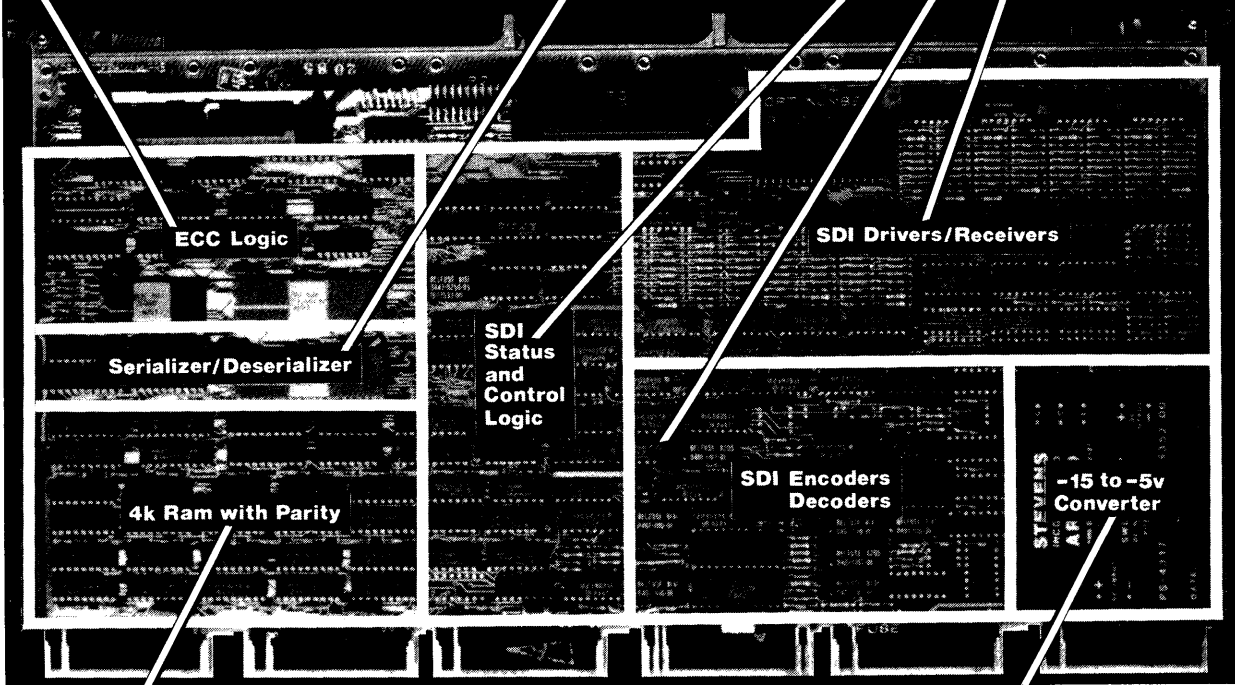 ECC Logic
SDI Drivers/Receivers
SDI
Status
and
Control
Logic
Serializer/Deserializer
4k Ram with Parity
SDI Encoders
Decoders
-15 to -5v
Converter
STEVENS